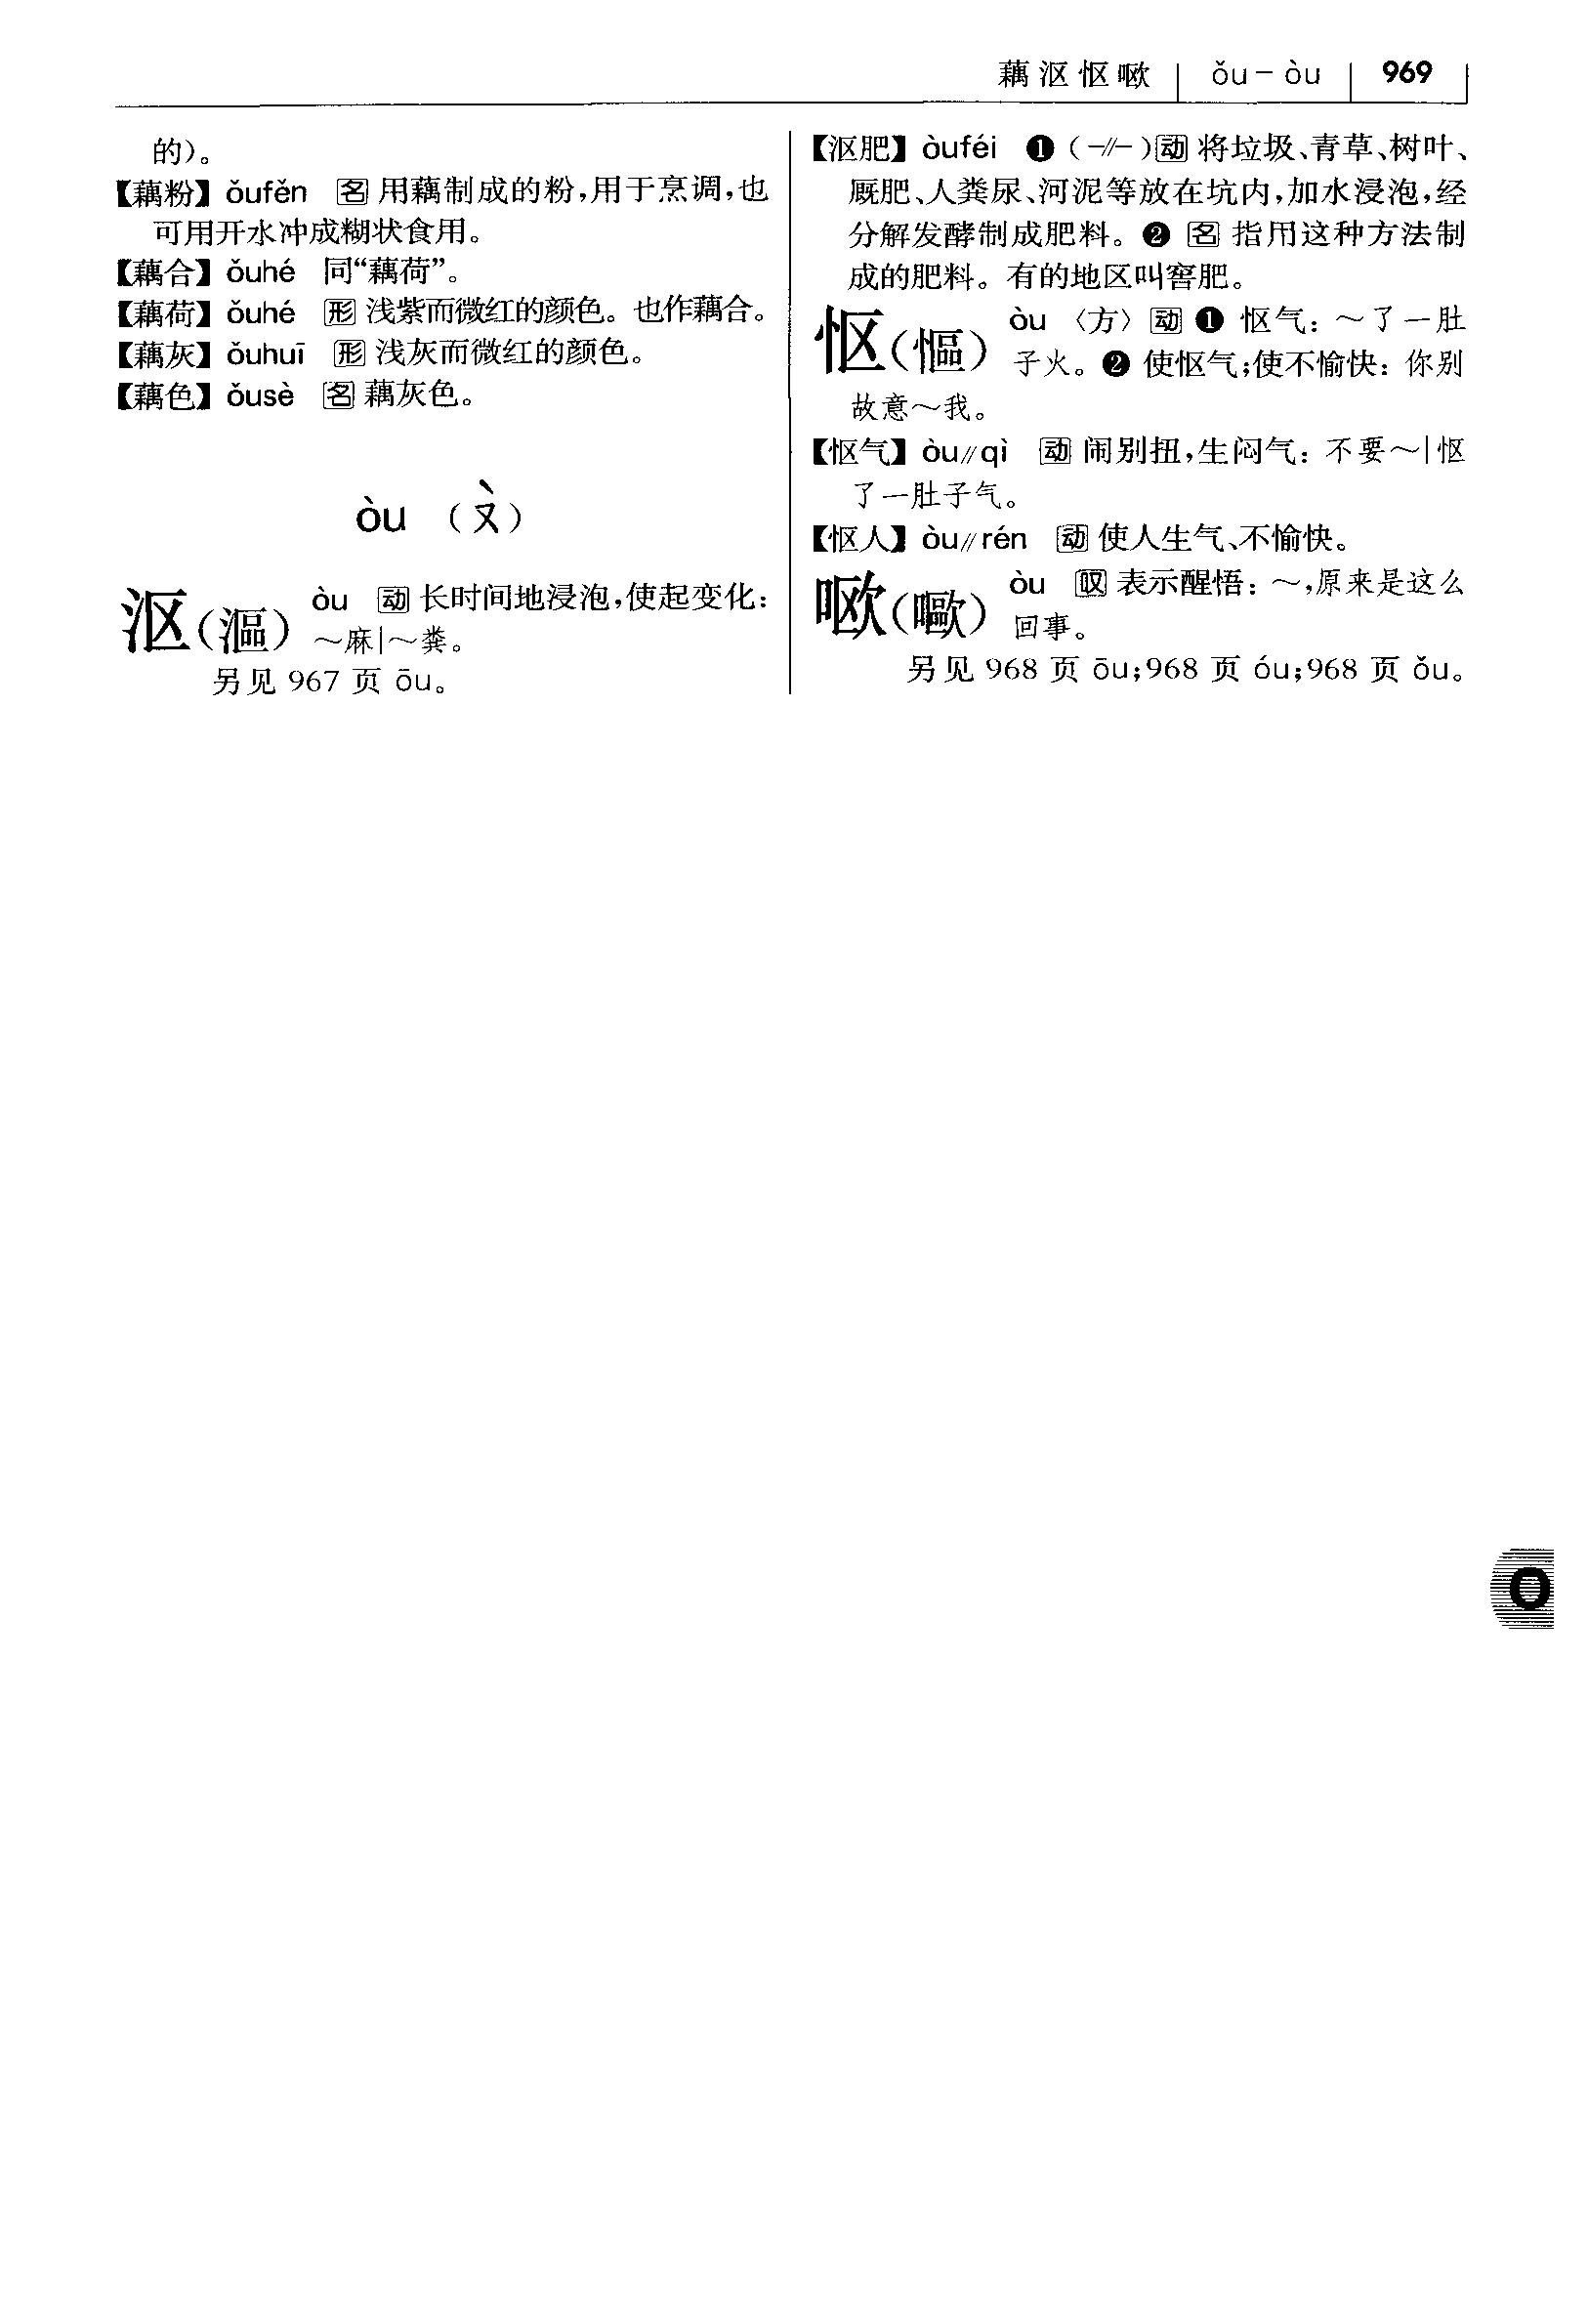 藕沤怄𬉼 ǒu－òu 969
的）。
【藕粉】ǒufěn 名 用藕制成的粉，用于烹调，也
可用开水冲成糊状食用。
【藕合】ǒuhé 同“藕荷”。
【藕荷】ǒuhé 形 浅紫而微红的颜色。也作藕合。
【藕灰】ǒuhuī 形 浅灰而微红的颜色。
【藕色】ǒusè 名 藕灰色。
òu （ㄡˋ）
沤（漚） òu 动 长时间地浸泡，使起变化：
～麻|～粪。
另见 967 页 ōu。
【沤肥】òuféi ❶（－∥－）动 将垃圾、青草、树叶、
厩肥、人粪尿、河泥等放在坑内，加水浸泡，经
分解发酵制成肥料。❷ 名 指用这种方法制
成的肥料。有的地区叫窖肥。
怄（慪） òu 〈方〉动 ❶ 怄气：～了一肚
子火。❷ 使怄气；使不愉快：你别
故意～我。
【怄气】òu∥qì 动 闹别扭，生闷气：不要～|怄
了一肚子气。
【怄人】òu∥rén 动 使人生气、不愉快。
𬉼（嘔） òu 叹 表示醒悟：～，原来是这么
回事。
另见 968 页 ōu；968 页 óu；968 页 ǒu。
O